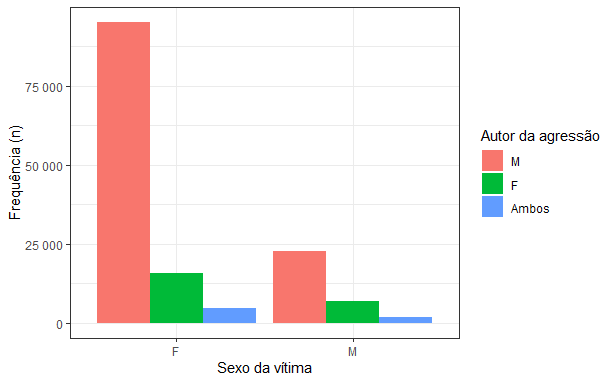 Frequência (n)
75 000
50 000
25 000
0
F
M
Sexo da vítima
Autor da agressão
M
F
Ambos